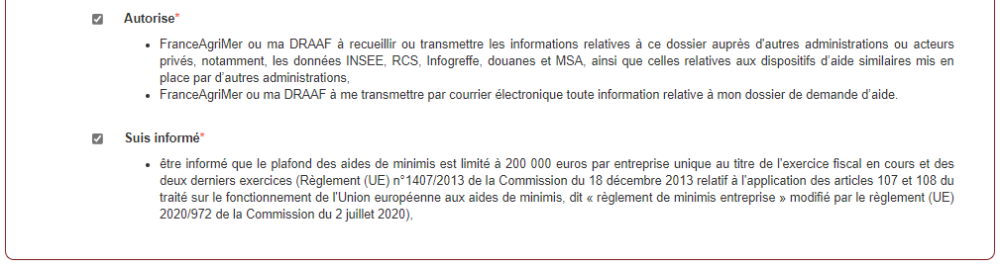 Autorise*
• FranceAgriMer ou ma DRAAF à recueillir ou transmettre les informations relatives à ce dossier auprès d'autres administrations ou acteurs
privés, notamment, les données INSEE, RCS, Infogreffe, douanes et MSA, ainsi que celles relatives aux dispositifs d'aide similaires mis en
place par d'autres administrations,
• FranceAgriMer ou ma DRAAF à me transmettre par courrier électronique toute information relative à mon dossier de demande d'aide.
Suis informé*
• être informé que le plafond des aides de minimis est limité à 200 000 euros par entreprise unique au titre de l'exercice fiscal en cours et des
deux derniers exercices (Règlement (UE) n°1407/2013 de la Commission du 18 décembre 2013 relatif à l'application des articles 107 et 108 du
traité sur le fonctionnement de l'Union européenne aux aides de minimis, dit « règlement de minimis entreprise » modifié par le règlement (UE)
2020/972 de la Commission du 2 juillet 2020),